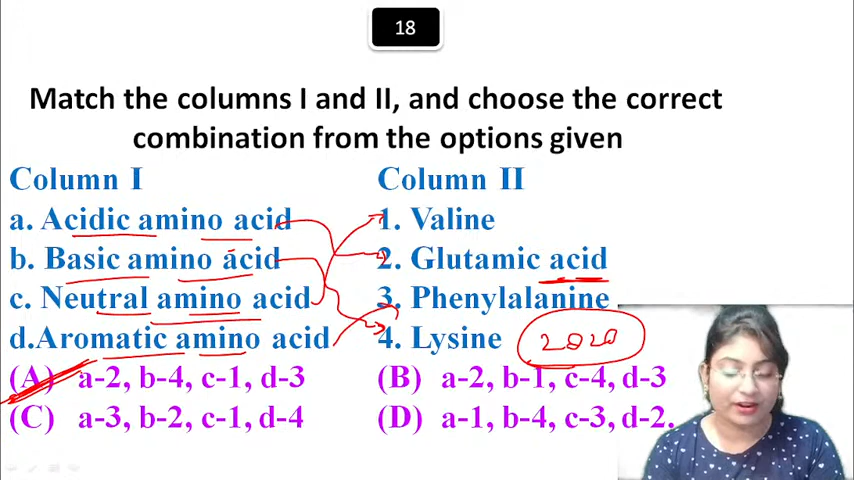 18
Match the columns I and II, and choose the correct
combination from the options given
Column I
Column II
a. Acidic amino acid
1. Valine
b. Basic amino acid
2. Glutamic acid
c. Neutral amino acid
3. Phenylalanine
d.Aromatic amino acid
4. Lysine
2020
(A) a-2, b-4, c-1, d-3
(B) a-2, b-1, c-4, d-3
(C) a-3, b-2, c-1, d-4
(D) a-1, b-4, c-3, d-2.